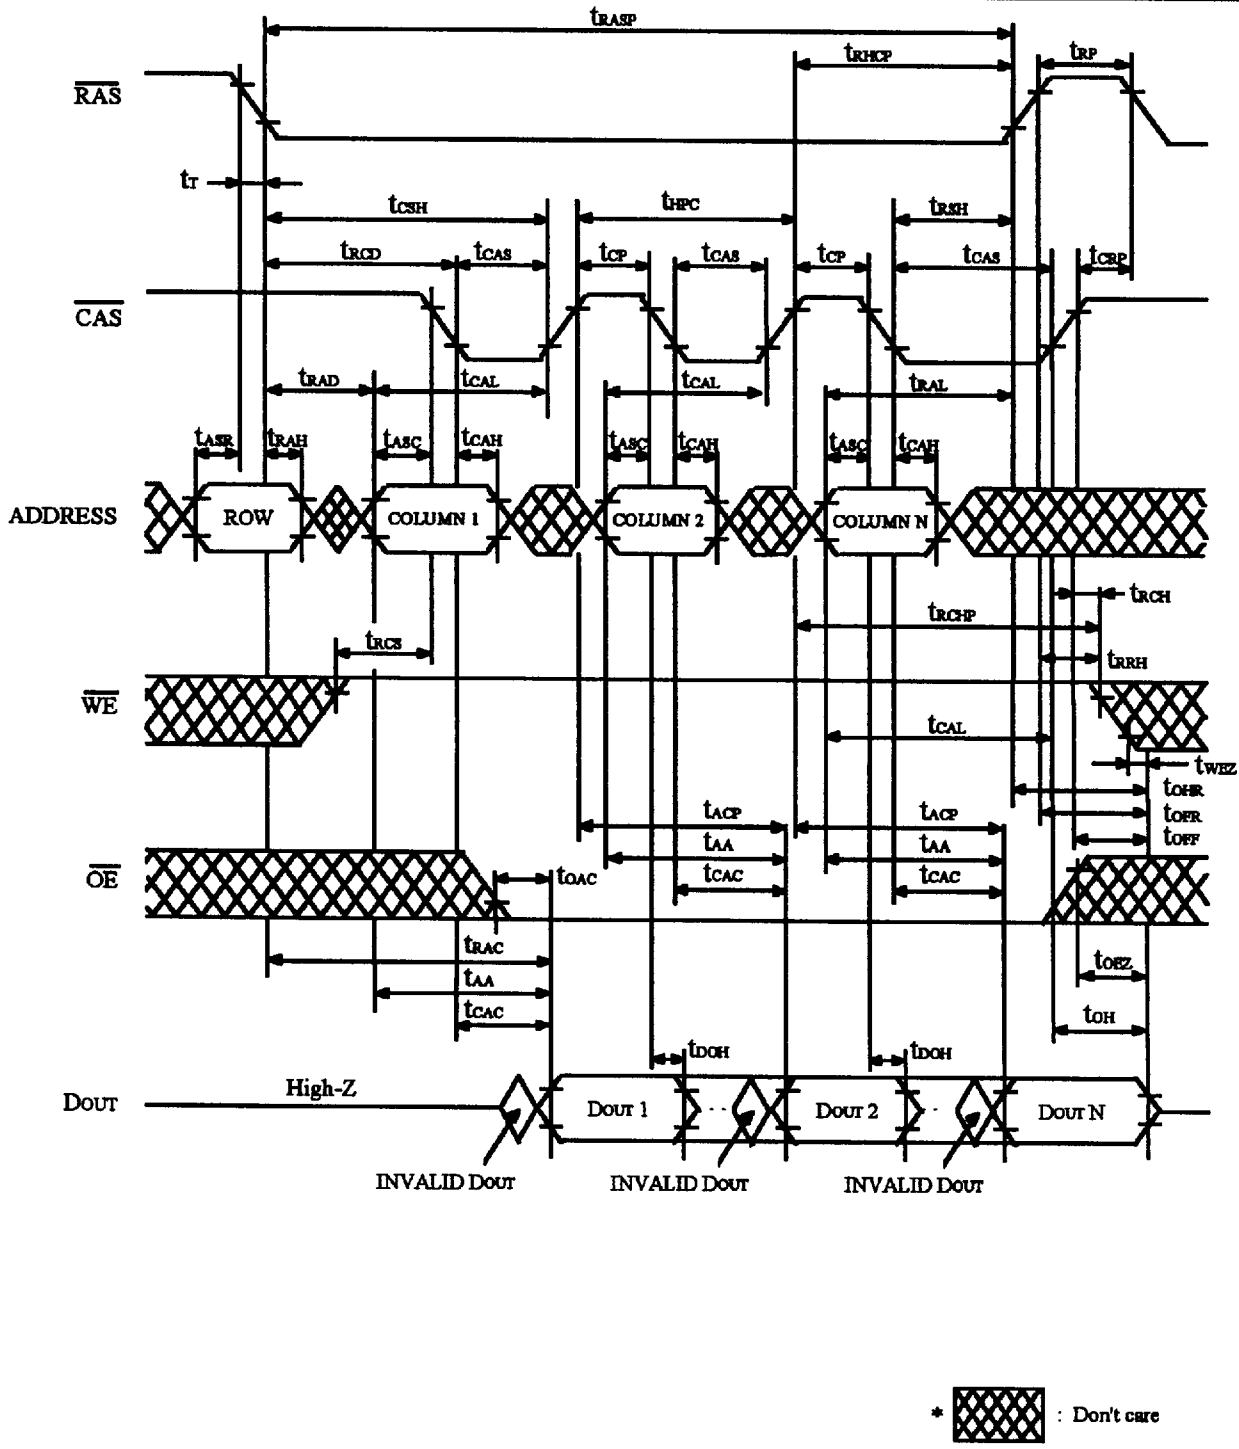 tRASP
tRHCP
tRP
RAS
tT
tCSH
tHPC
tRSH
tRCD
tCAS
tCP
tCAS
tCP
tCAS
tCRP
CAS
tRAD
tCAL
tCAL
tRAL
tASR
tRAH
tASC
tCAH
tASC
tCAH
tASC
tCAH
ADDRESS
ROW
COLUMN 1
COLUMN 2
COLUMN N
tRCH
tRCHP
tRCS
tRRH
WE
tCAL
tWEZ
tOHR
tACP
tACP
tOFR
tAA
tAA
tOFF
OE
tOAC
tCAC
tCAC
tRAC
tOEZ
tAA
tCAC
tOH
tDOH
tDOH
High-Z
DOUT
DOUT 1
DOUT 2
DOUT N
INVALID DOUT
INVALID DOUT
INVALID DOUT
* : Don't care